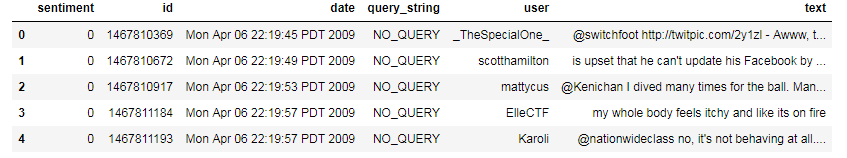 sentiment id date query_string user text
0 0 1467810369 Mon Apr 06 22:19:45 PDT 2009 NO_QUERY _TheSpecialOne_ @switchfoot http://twitpic.com/2y1zl - Awww, t...
1 0 1467810672 Mon Apr 06 22:19:49 PDT 2009 NO_QUERY scotthamilton is upset that he can't update his Facebook by ...
2 0 1467810917 Mon Apr 06 22:19:53 PDT 2009 NO_QUERY mattycus @Kenichan I dived many times for the ball. Man...
3 0 1467811184 Mon Apr 06 22:19:57 PDT 2009 NO_QUERY ElleCTF my whole body feels itchy and like its on fire
4 0 1467811193 Mon Apr 06 22:19:57 PDT 2009 NO_QUERY Karoli @nationwideclass no, it's not behaving at all....